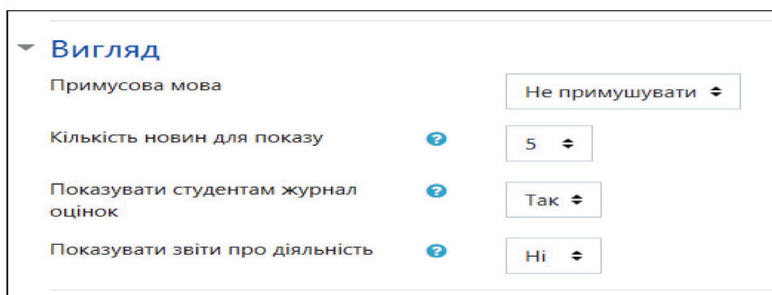 Вигляд
Примусова мова
Не примушувати
Кількість новин для показу
5
Показувати студентам журнал
оцінок
Так
Показувати звіти про діяльність
Ні